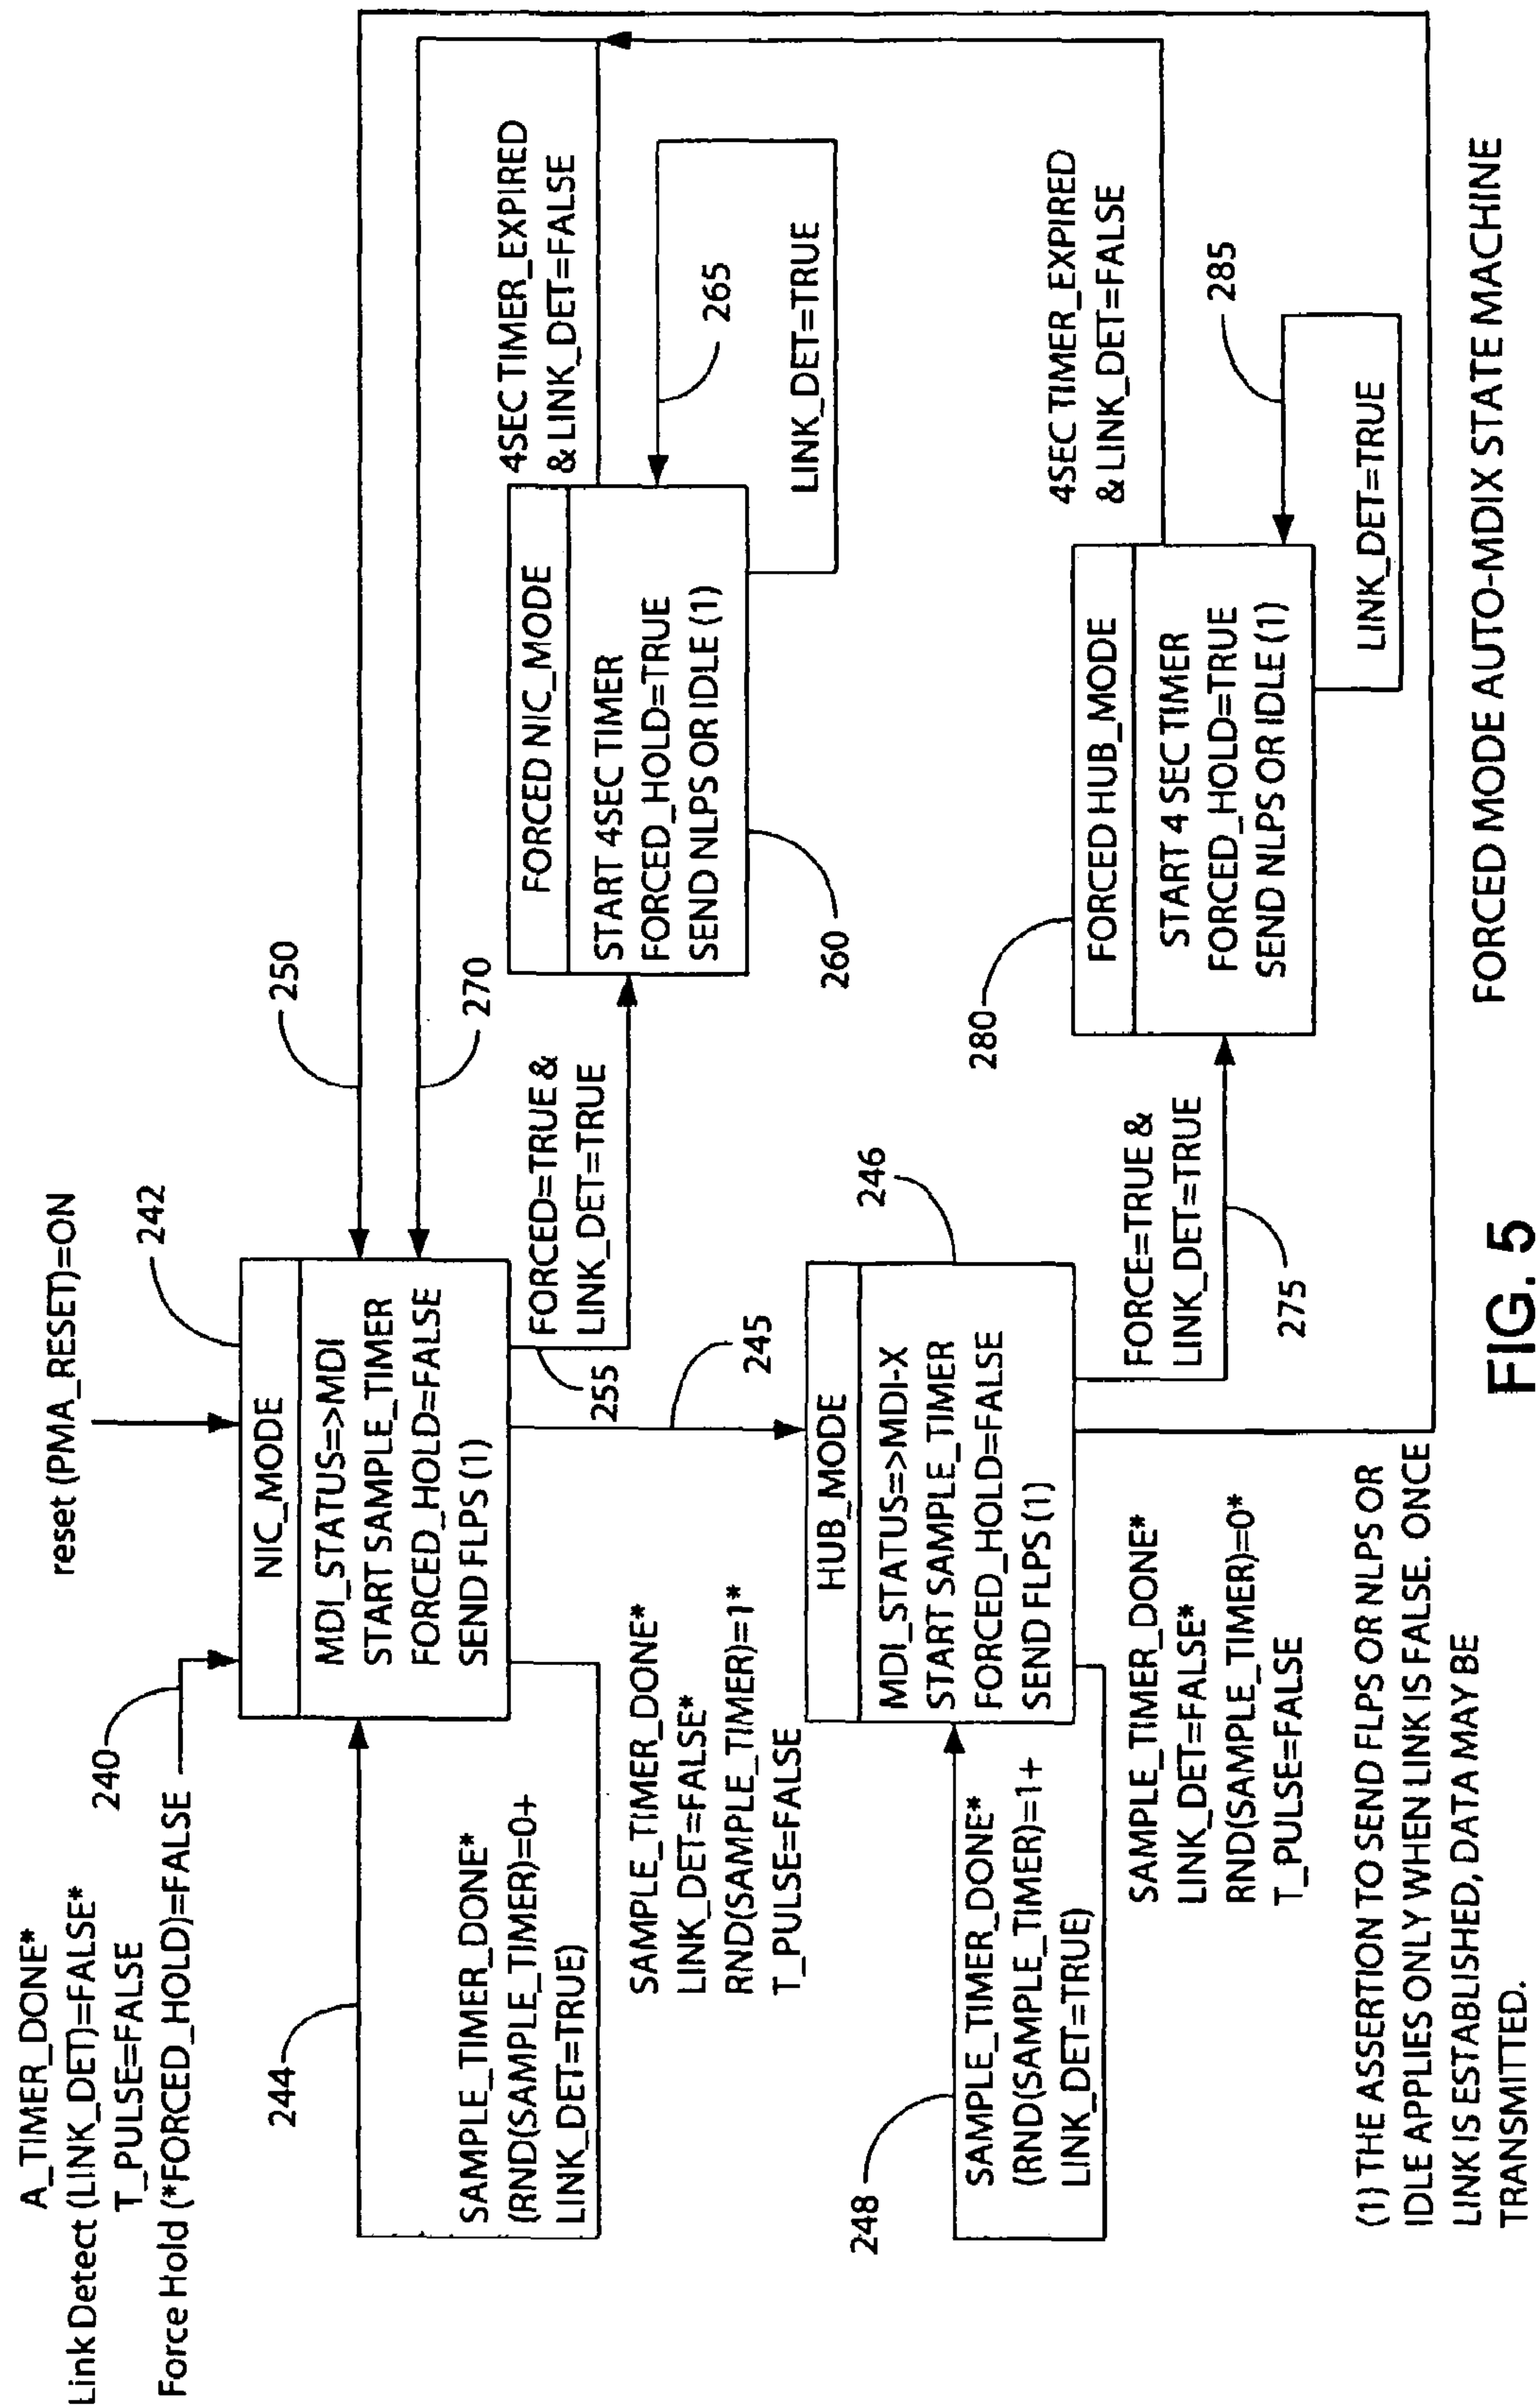 A_TIMER_DONE*
Link Detect (LINK_DET)=FALSE*
T_PULSE=FALSE
Force Hold (*FORCED_HOLD)=FALSE
240
reset (PMA_RESET)=ON
242
NIC_MODE
MDI_STATUS=>MDI
START SAMPLE_TIMER
FORCED_HOLD=FALSE
SEND FLPS (1)
250
270
244
SAMPLE_TIMER_DONE*
(RND(SAMPLE_TIMER)=0+
LINK_DET=TRUE)
FORCED=TRUE &
LINK_DET=TRUE
255
FORCED NIC_MODE
START 4SEC TIMER
FORCED_HOLD=TRUE
SEND NLPS OR IDLE (1)
260
4SEC TIMER_EXPIRED
& LINK_DET=FALSE
265
LINK_DET=TRUE
SAMPLE_TIMER_DONE*
LINK_DET=FALSE*
RND(SAMPLE_TIMER)=1*
T_PULSE=FALSE
245
HUB_MODE
MDI_STATUS=>MDI-X
START SAMPLE_TIMER
FORCED_HOLD=FALSE
SEND FLPS (1)
246
248
SAMPLE_TIMER_DONE*
(RND(SAMPLE_TIMER)=1+
LINK_DET=TRUE)
SAMPLE_TIMER_DONE*
LINK_DET=FALSE*
RND(SAMPLE_TIMER)=0*
T_PULSE=FALSE
FORCE=TRUE &
LINK_DET=TRUE
275
280
FORCED HUB_MODE
START 4 SEC TIMER
FORCED_HOLD=TRUE
SEND NLPS OR IDLE (1)
4SEC TIMER_EXPIRED
& LINK_DET=FALSE
285
LINK_DET=TRUE
(1) THE ASSERTION TO SEND FLPS OR NLPS OR
IDLE APPLIES ONLY WHEN LINK IS FALSE. ONCE
LINK IS ESTABLISHED, DATA MAY BE
TRANSMITTED.
FIG. 5
FORCED MODE AUTO-MDIX STATE MACHINE